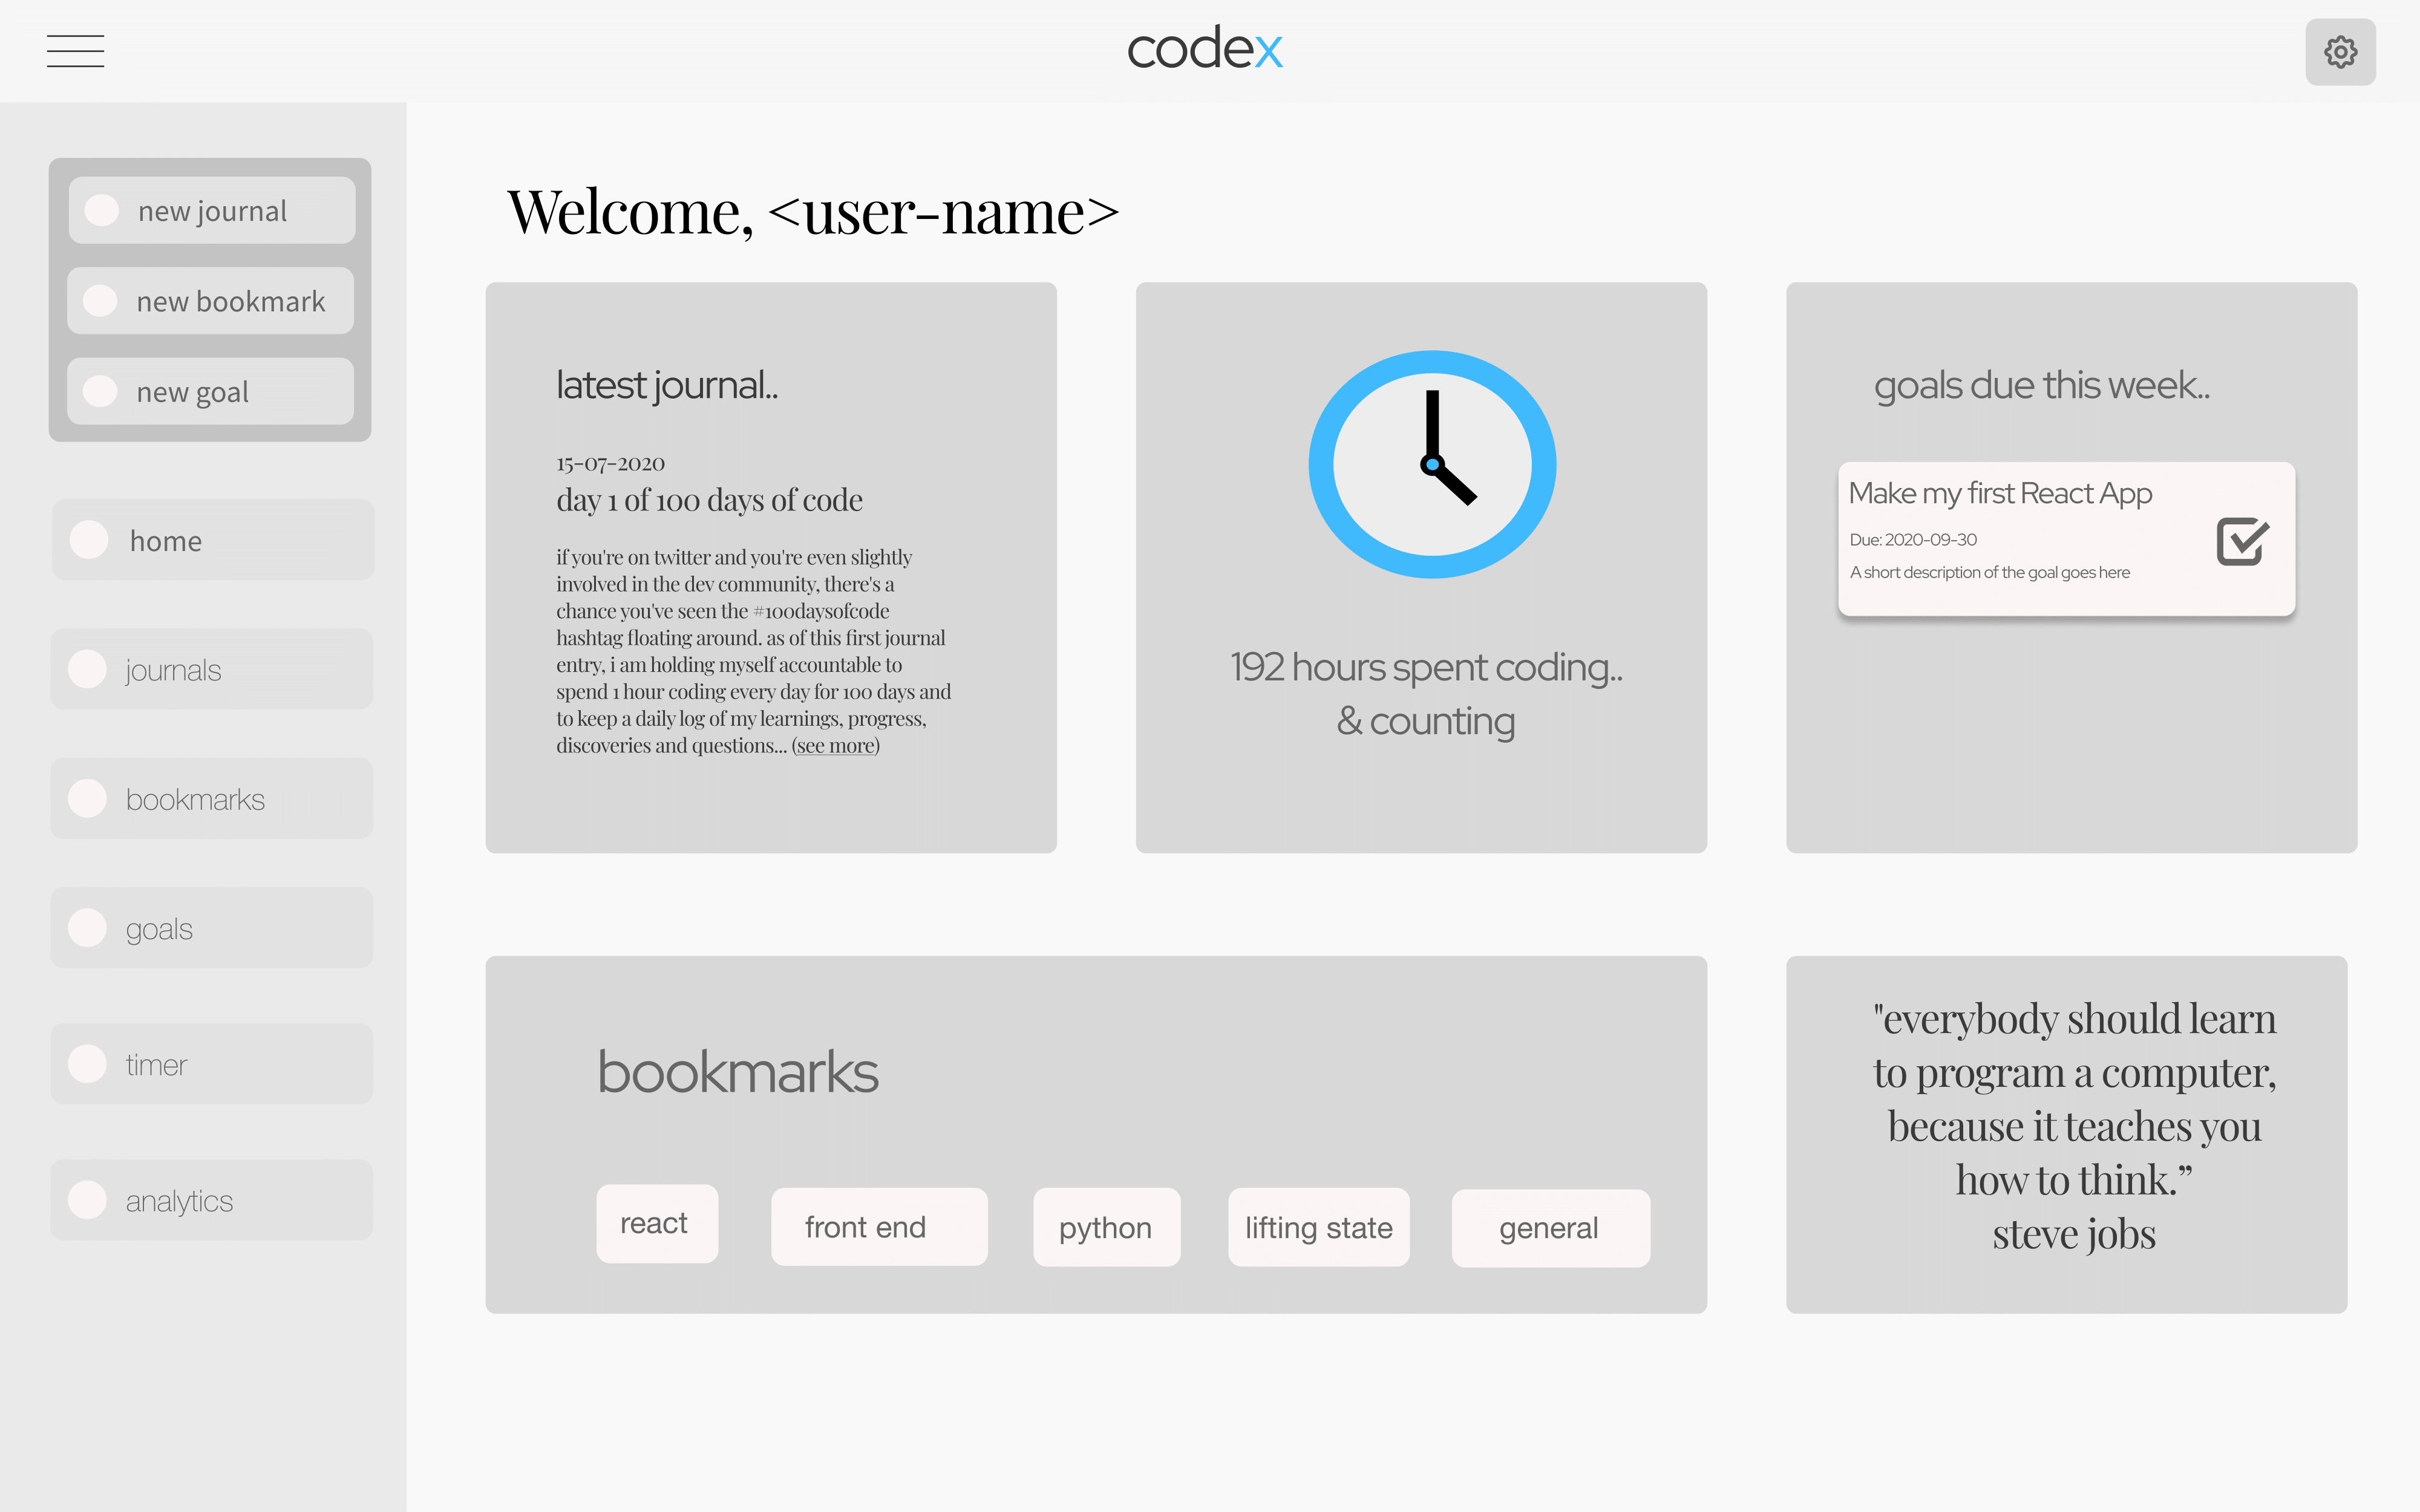 codex
new journal
new bookmark
new goal
home
journals
bookmarks
goals
timer
analytics
Welcome, <user-name>
latest journal..
15-07-2020
day 1 of 100 days of code
if you're on twitter and you're even slightly
involved in the dev community, there's a
chance you've seen the #100daysofcode
hashtag floating around. as of this first journal
entry, i am holding myself accountable to
spend 1 hour coding every day for 100 days and
to keep a daily log of my learnings, progress,
discoveries and questions... (see more)
192 hours spent coding..
& counting
goals due this week..
Make my first React App
Due: 2020-09-30
A short description of the goal goes here
bookmarks
react
front end
python
lifting state
general
"everybody should learn
to program a computer,
because it teaches you
how to think.”
steve jobs